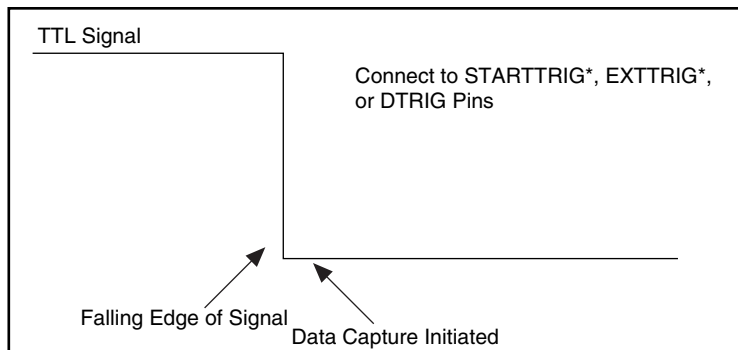 TTL Signal
Connect to STARTTRIG*, EXTTRIG*,
or DTRIG Pins
Falling Edge of Signal
Data Capture Initiated